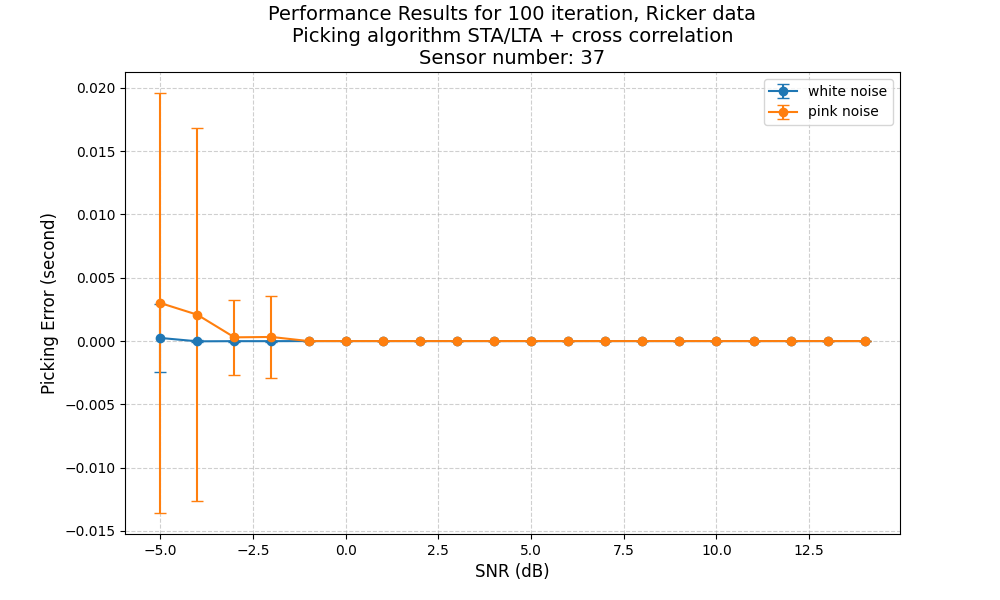 Performance Results for 100 iteration, Ricker data
Picking algorithm STA/LTA + cross correlation
Sensor number: 37
white noise
pink noise
Picking Error (second)
0.020
0.015
0.010
0.005
0.000
−0.005
−0.010
−0.015
−5.0 −2.5 0.0 2.5 5.0 7.5 10.0 12.5
SNR (dB)